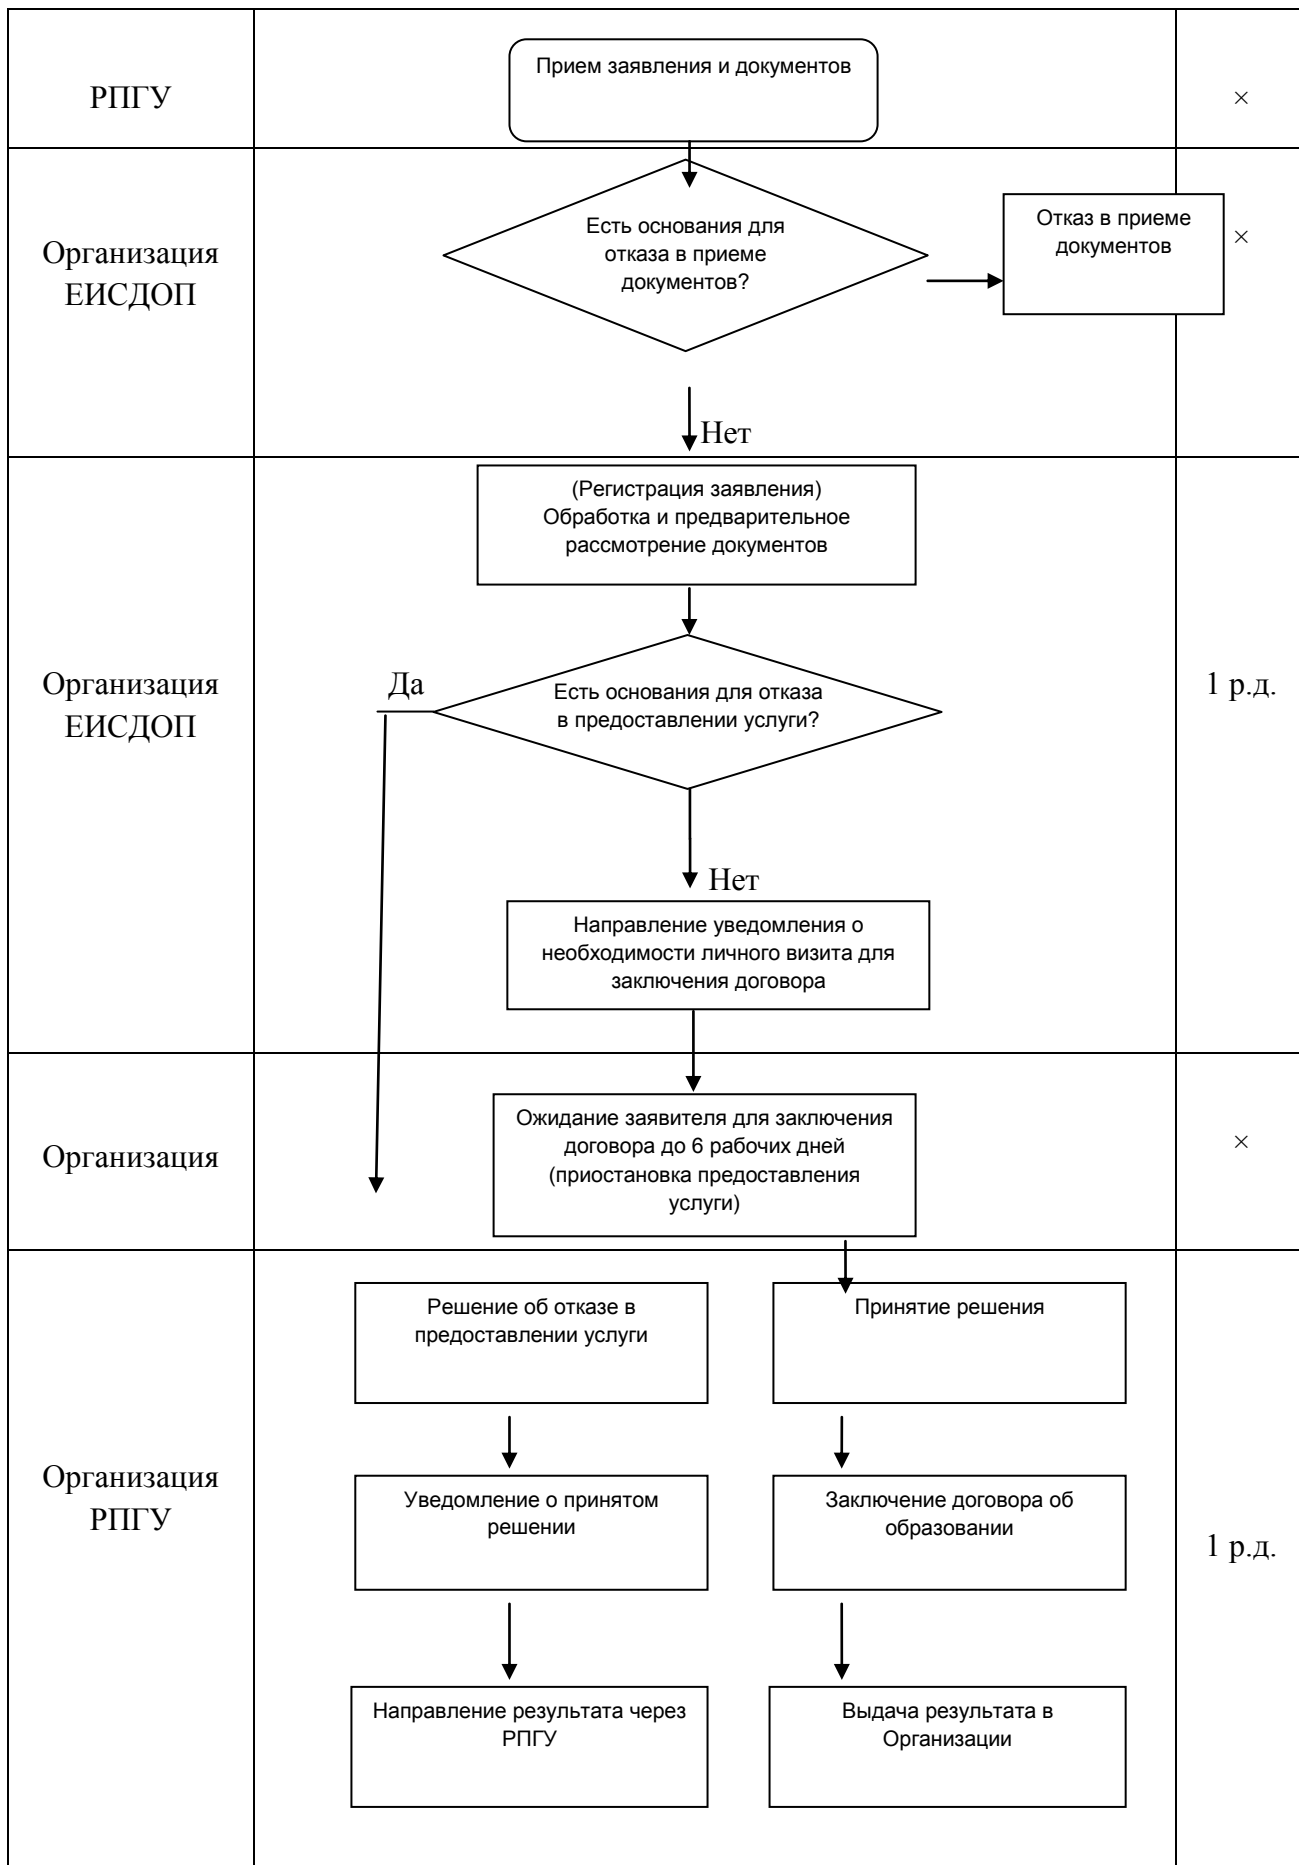 РПГУ
Прием заявления и документов
×
Организация
ЕИСДОП
Есть основания для
отказа в приеме
документов?
Отказ в приеме
документов
×
Нет
Организация
ЕИСДОП
(Регистрация заявления)
Обработка и предварительное
рассмотрение документов
Да
Есть основания для отказа
в предоставлении услуги?
1 р.д.
Нет
Направление уведомления о
необходимости личного визита для
заключения договора
Организация
Ожидание заявителя для заключения
договора до 6 рабочих дней
(приостановка предоставления
услуги)
×
Организация
РПГУ
Решение об отказе в
предоставлении услуги
Принятие решения
Уведомление о принятом
решении
Заключение договора об
образовании
1 р.д.
Направление результата через
РПГУ
Выдача результата в
Организации